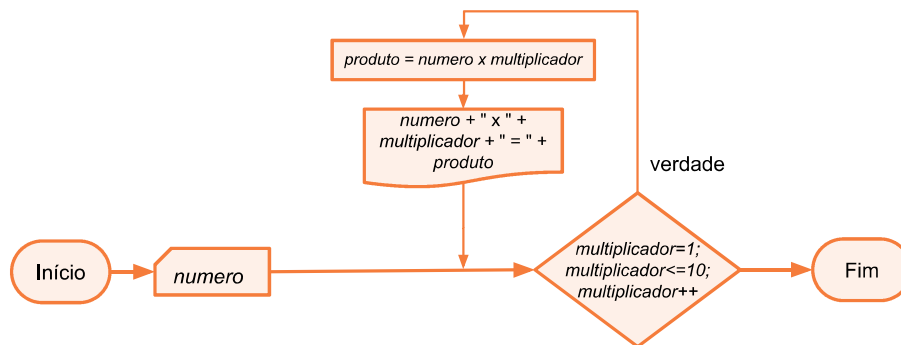 produto = numero x multiplicador
numero + " x " +
multiplicador + " = " +
produto
verdade
Início
numero
multiplicador=1;
multiplicador<=10;
multiplicador++
Fim